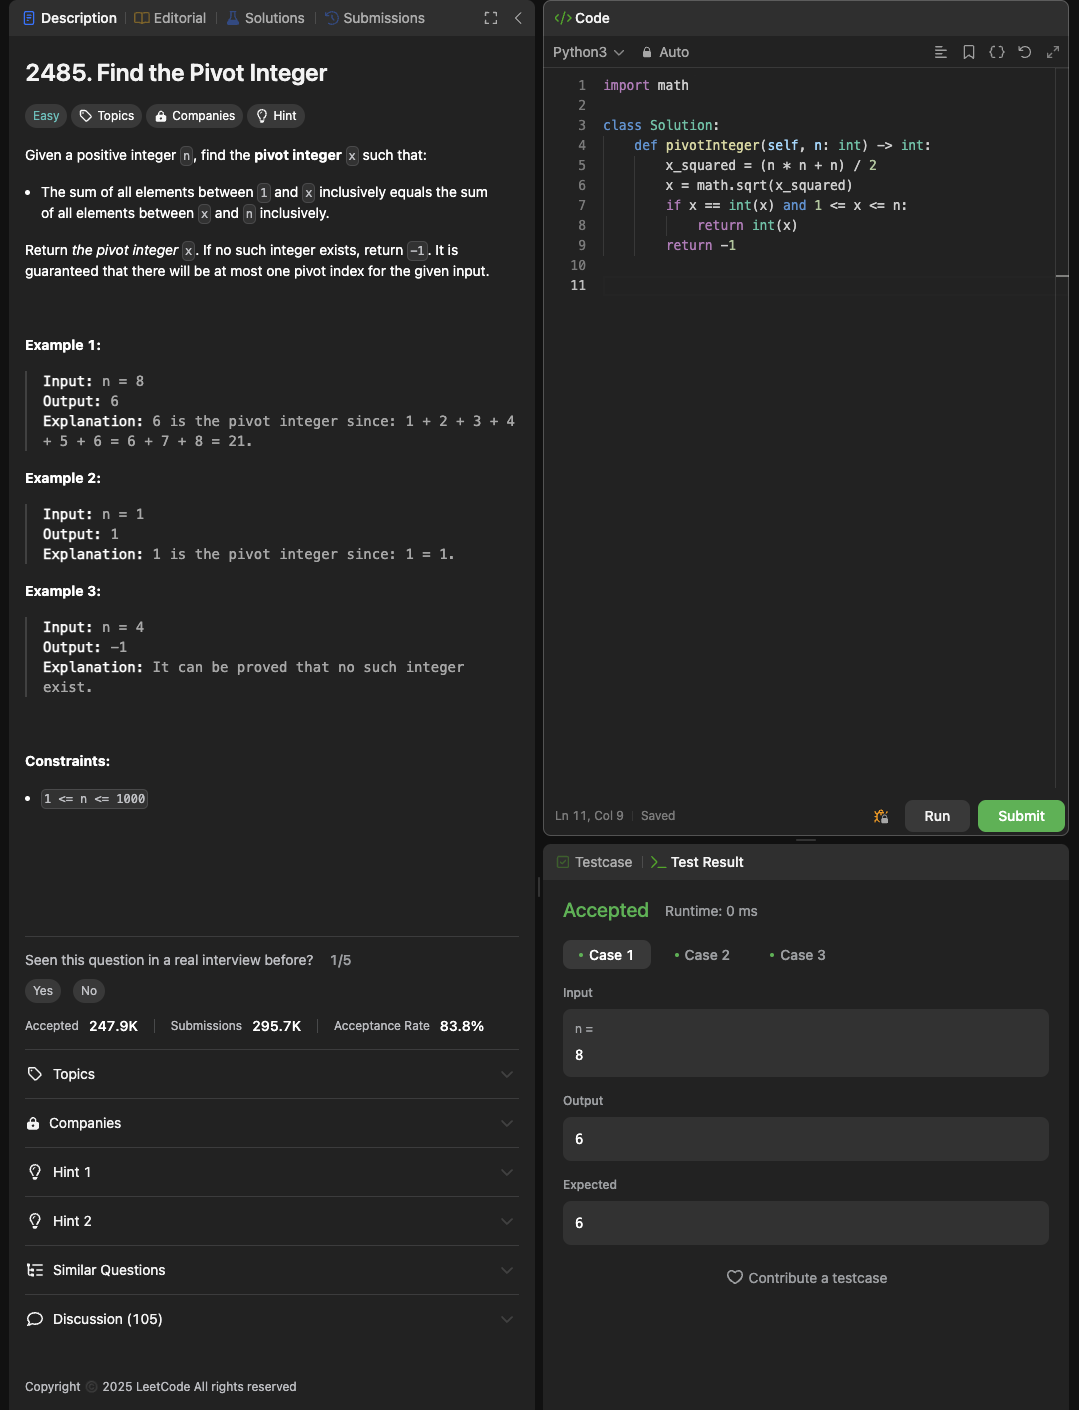 Description
Editorial
Solutions
Submissions
2485. Find the Pivot Integer
Easy
Topics
Companies
Hint
Given a positive integer n, find the pivot integer x such that:
The sum of all elements between 1 and x inclusively equals the sum
of all elements between x and n inclusively.
Return the pivot integer x. If no such integer exists, return -1. It is
guaranteed that there will be at most one pivot index for the given input.
Example 1:
Input: n = 8
Output: 6
Explanation: 6 is the pivot integer since: 1 + 2 + 3 + 4
+ 5 + 6 = 6 + 7 + 8 = 21.
Example 2:
Input: n = 1
Output: 1
Explanation: 1 is the pivot integer since: 1 = 1.
Example 3:
Input: n = 4
Output: -1
Explanation: It can be proved that no such integer
exist.
Constraints:
1 <= n <= 1000
Seen this question in a real interview before? 1/5
Yes
No
Accepted 247.9K
Submissions 295.7K
Acceptance Rate 83.8%
Topics
Companies
Hint 1
Hint 2
Similar Questions
Discussion (105)
Copyright © 2025 LeetCode All rights reserved
</> Code
Python3
Auto
1 import math
2
3 class Solution:
4 def pivotInteger(self, n: int) -> int:
5 x_squared = (n * n + n) / 2
6 x = math.sqrt(x_squared)
7 if x == int(x) and 1 <= x <= n:
8 return int(x)
9 return -1
10
11
Ln 11, Col 9
Saved
Run
Submit
Testcase
>_ Test Result
Accepted
Runtime: 0 ms
• Case 1
• Case 2
• Case 3
Input
n =
8
Output
6
Expected
6
Contribute a testcase